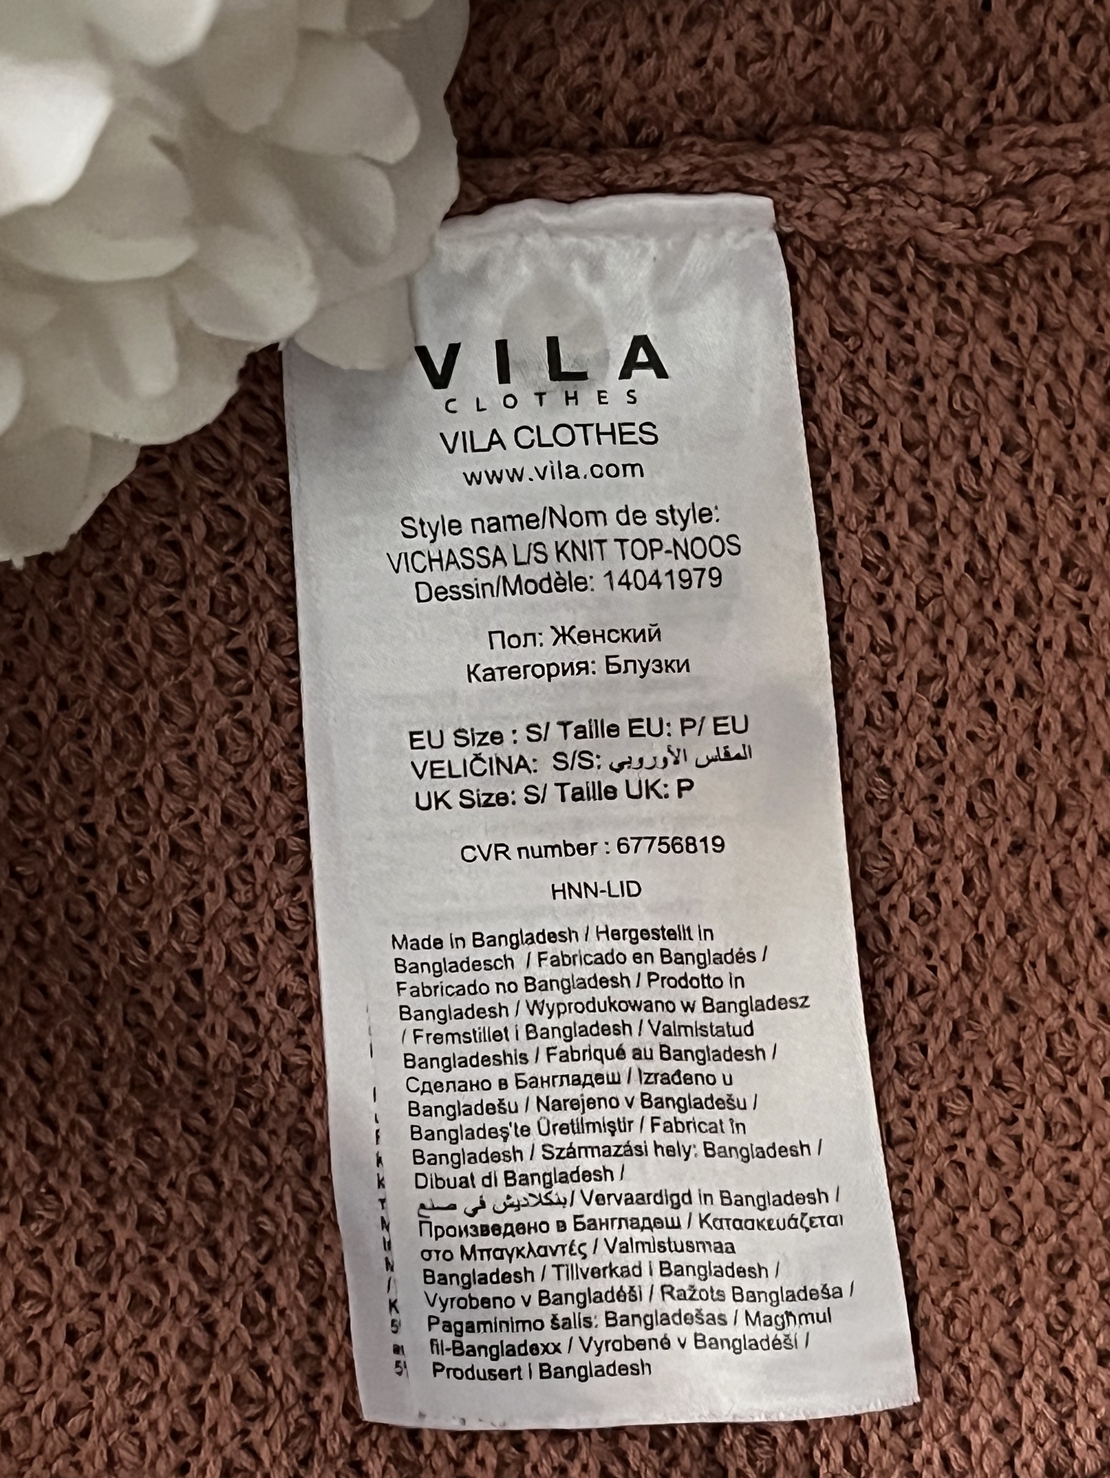 VILA
CLOTHES
VILA CLOTHES
www.vila.com
Style name/Nom de style:
VICHASSA L/S KNIT TOP-NOOS
Dessin/Modèle: 14041979
Пол: Женский
Категория: Блузки
EU Size : S/ Taille EU: P/ EU
VELIČINA: S/S: المقاس الأوروبي
UK Size: S/ Taille UK: P
CVR number : 67756819
HNN-LID
Made in Bangladesh / Hergestellt in
Bangladesch / Fabricado en Bangladés /
Fabricado no Bangladesh / Prodotto in
Bangladesh / Wyprodukowano w Bangladesz
/ Fremstillet i Bangladesh / Valmistatud
Bangladeshis / Fabriqué au Bangladesh /
Сделано в Бангладеш / Izrađeno u
Bangladešu / Narejeno v Bangladešu /
Bangladeş'te Üretilmiştir / Fabricat în
Bangladesh / Származási hely: Bangladesh /
Dibuat di Bangladesh /
بنكلاديش في صنع/ Vervaardigd in Bangladesh /
Произведено в Бангладеш / Κατασκευάζεται
στο Μπαγκλαντές / Valmistusmaa
Bangladesh / Tillverkad i Bangladesh /
Vyrobeno v Bangladéši / Ražots Bangladeša /
Pagaminimo šalis: Bangladešas / Magħmul
fil-Bangladexx / Vyrobené v Bangladéši /
Produsert i Bangladesh